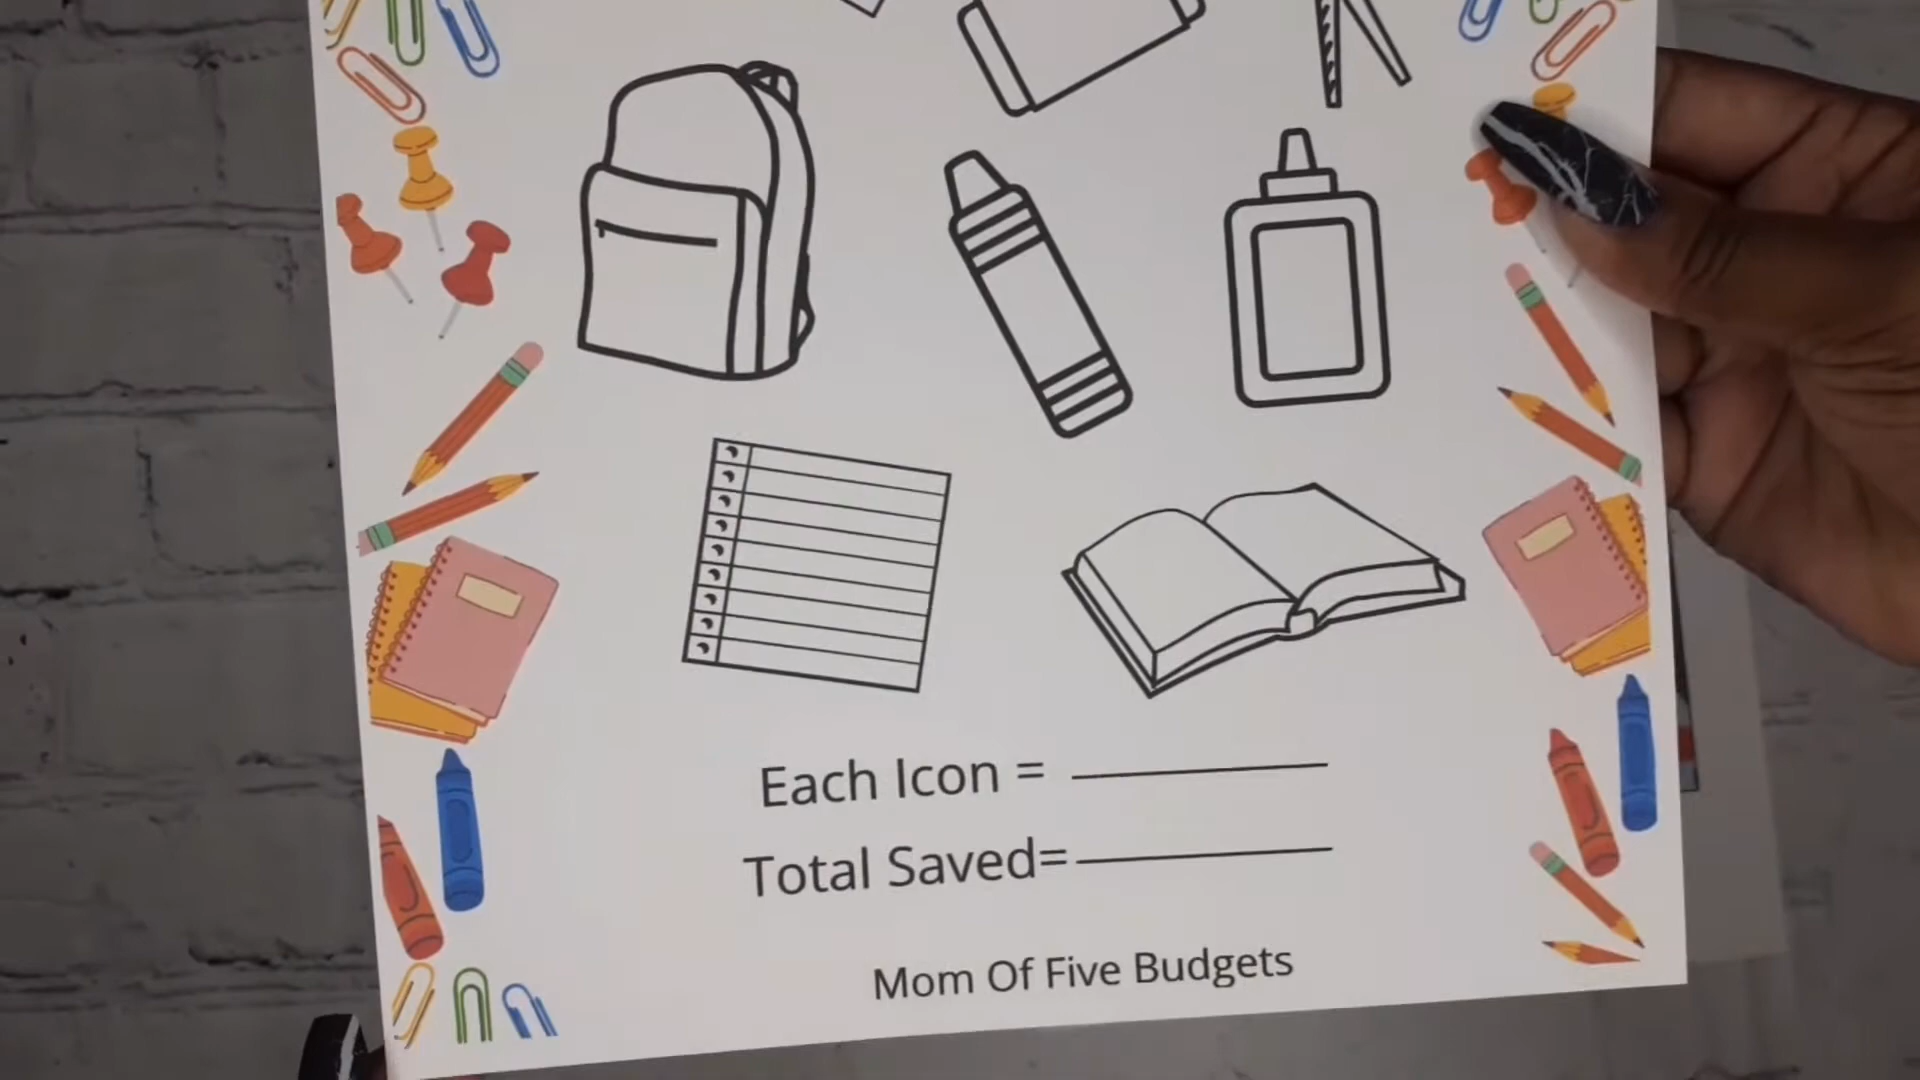 Each Icon =
Total Saved=
Mom Of Five Budgets